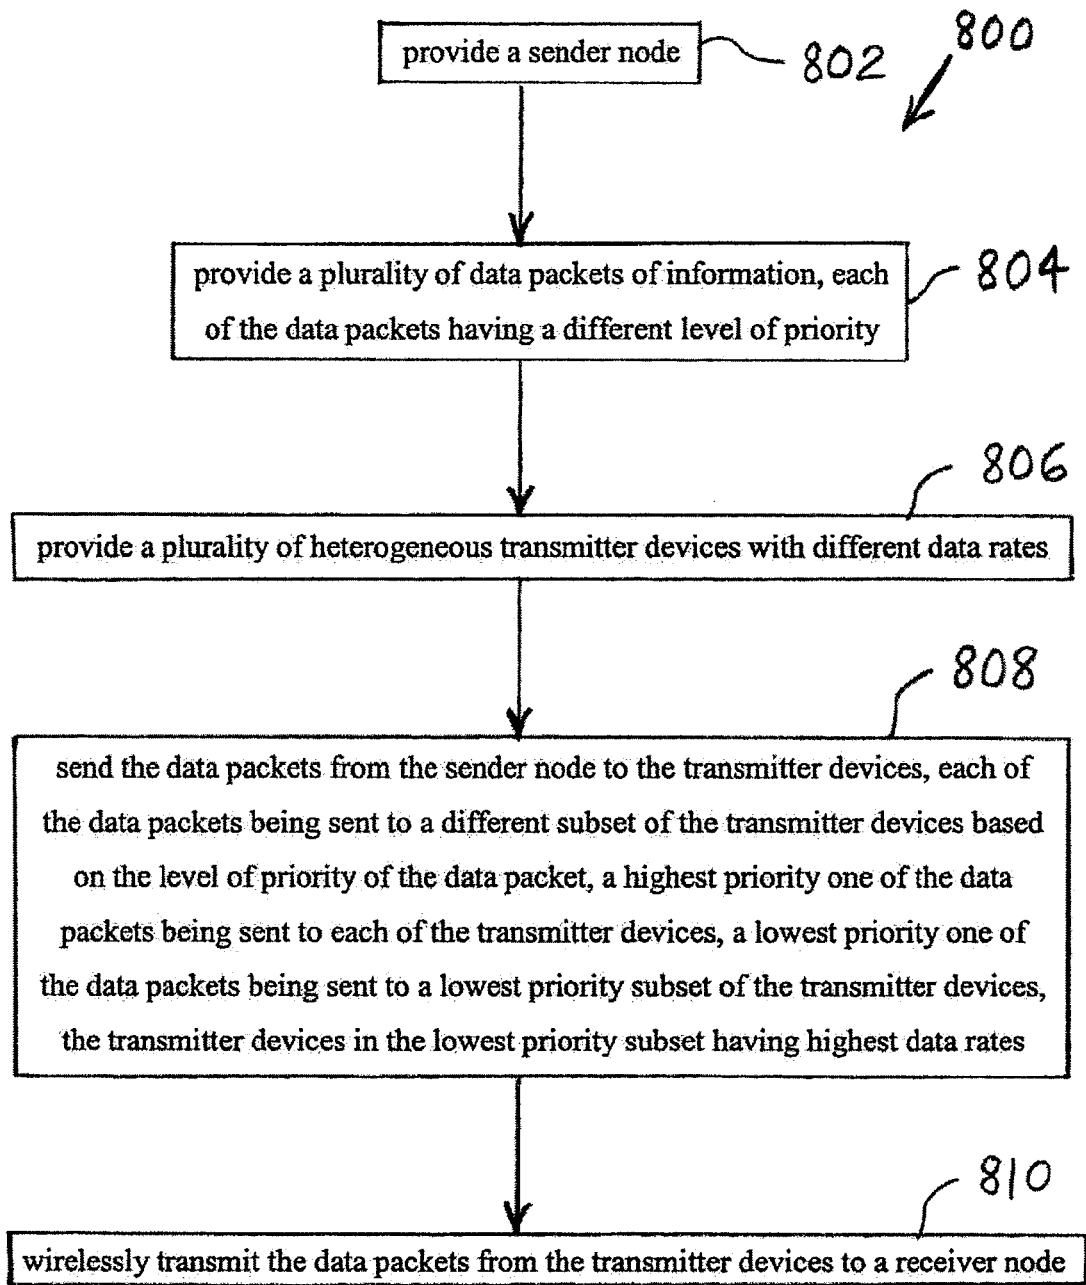 800
provide a sender node
802
provide a plurality of data packets of information, each
of the data packets having a different level of priority
804
806
provide a plurality of heterogeneous transmitter devices with different data rates
808
send the data packets from the sender node to the transmitter devices, each of
the data packets being sent to a different subset of the transmitter devices based
on the level of priority of the data packet, a highest priority one of the data
packets being sent to each of the transmitter devices, a lowest priority one of
the data packets being sent to a lowest priority subset of the transmitter devices,
the transmitter devices in the lowest priority subset having highest data rates
810
wirelessly transmit the data packets from the transmitter devices to a receiver node